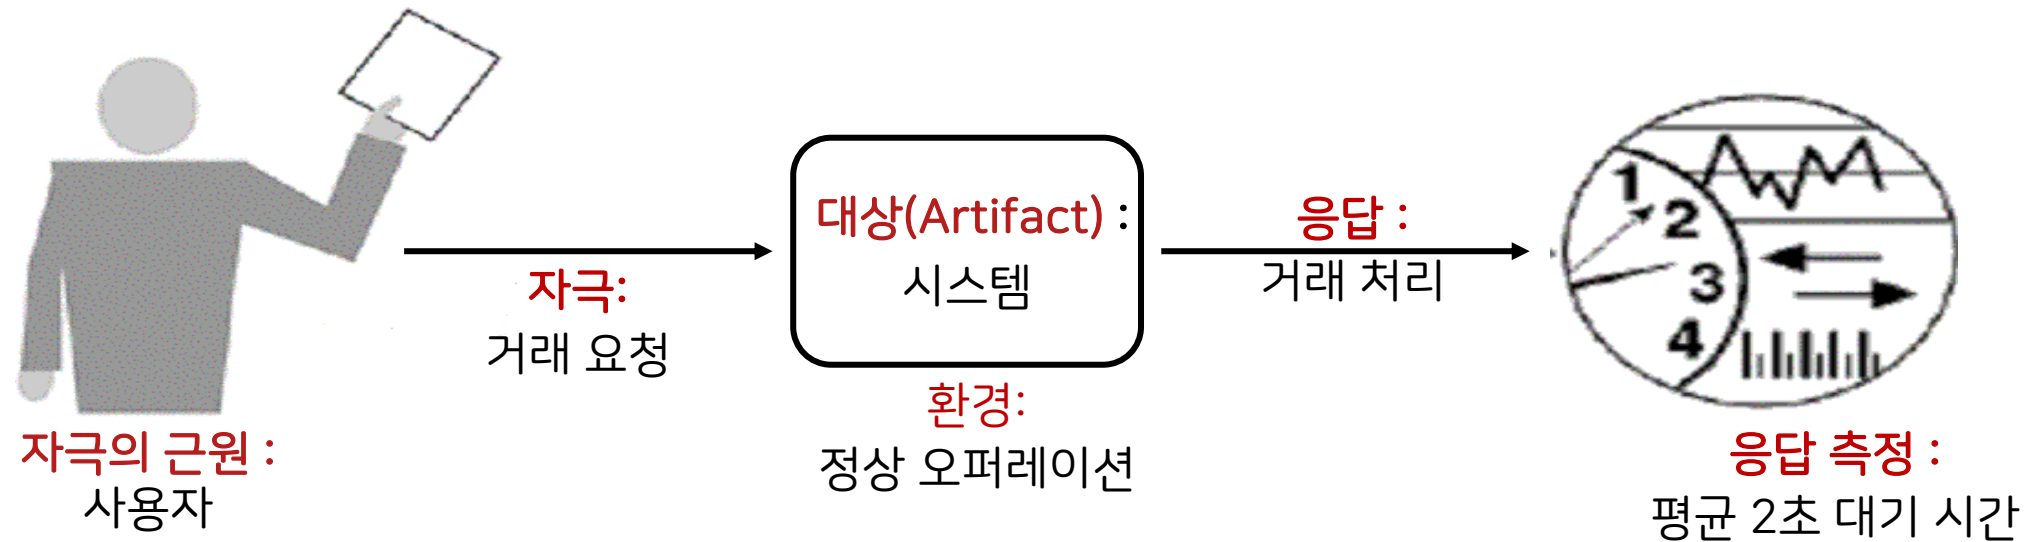 자극의 근원 :
사용자
자극:
거래 요청
대상(Artifact) :
시스템
환경:
정상 오퍼레이션
응답 :
거래 처리
1
2
3
4
응답 측정 :
평균 2초 대기 시간